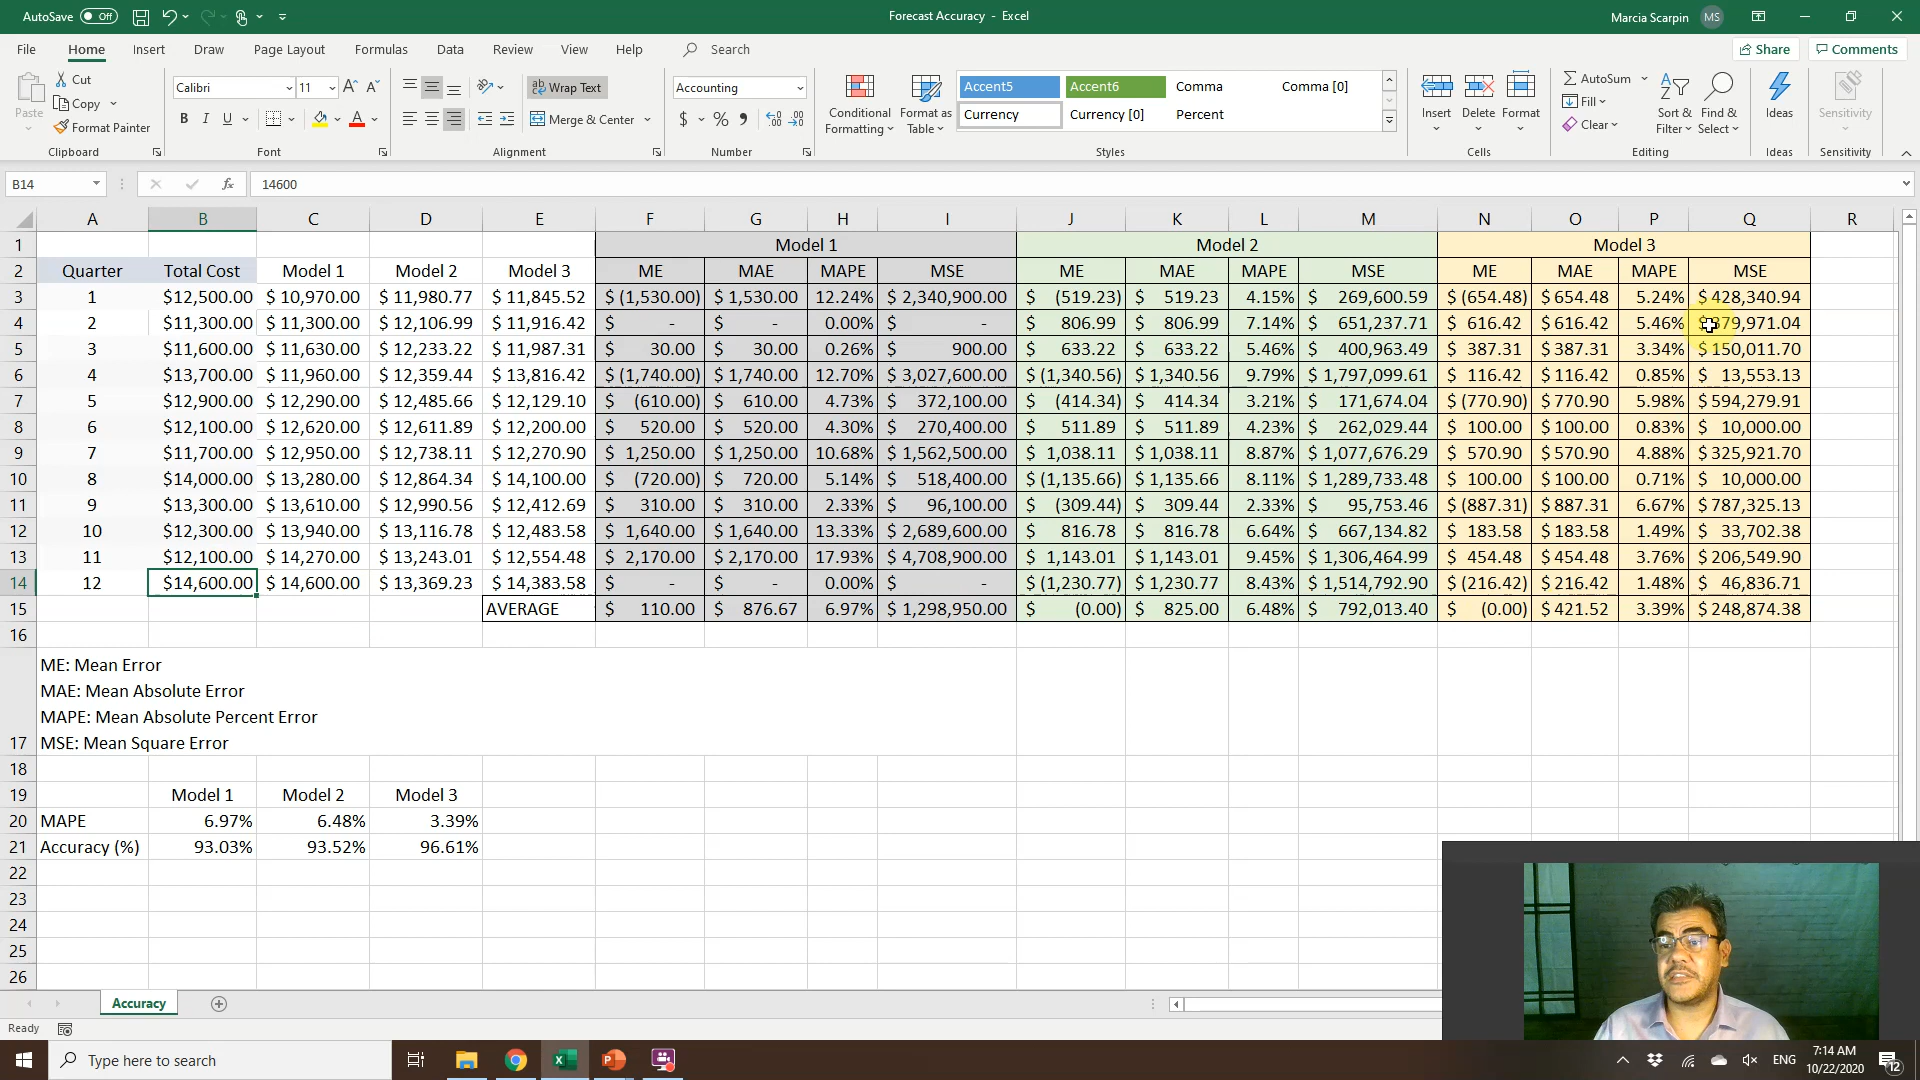 AutoSave Off
Forecast Accuracy - Excel
Marcia Scarpin MS
File Home Insert Draw Page Layout Formulas Data Review View Help Search
Share Comments
Paste
Cut
Copy
Format Painter
Clipboard
Calibri 11
B I U
Font
Wrap Text
Merge & Center
Alignment
Accounting
$ % 9
Number
Conditional Formatting
Format as Table
Accent5 Accent6 Comma Comma [0]
Currency Currency [0] Percent
Styles
Insert Delete Format
Cells
AutoSum
Fill
Clear
Sort & Filter
Find & Select
Editing
Ideas
Ideas
Sensitivity
Sensitivity
B14 fx 14600
A B C D E F G H I J K L M N O P Q R
1 Model 1 Model 2 Model 3
2 Quarter Total Cost Model 1 Model 2 Model 3 ME MAE MAPE MSE ME MAE MAPE MSE ME MAE MAPE MSE
3 1 $12,500.00 $ 10,970.00 $ 11,980.77 $ 11,845.52 $ (1,530.00) $ 1,530.00 12.24% $ 2,340,900.00 $ (519.23) $ 519.23 4.15% $ 269,600.59 $ (654.48) $ 654.48 5.24% $ 428,340.94
4 2 $11,300.00 $ 11,300.00 $ 12,106.99 $ 11,916.42 $ - $ - 0.00% $ - $ 806.99 $ 806.99 7.14% $ 651,237.71 $ 616.42 $ 616.42 5.46% $ 379,971.04
5 3 $11,600.00 $ 11,630.00 $ 12,233.22 $ 11,987.31 $ 30.00 $ 30.00 0.26% $ 900.00 $ 633.22 $ 633.22 5.46% $ 400,963.49 $ 387.31 $ 387.31 3.34% $ 150,011.70
6 4 $13,700.00 $ 11,960.00 $ 12,359.44 $ 13,816.42 $ (1,740.00) $ 1,740.00 12.70% $ 3,027,600.00 $ (1,340.56) $ 1,340.56 9.79% $ 1,797,099.61 $ 116.42 $ 116.42 0.85% $ 13,553.13
7 5 $12,900.00 $ 12,290.00 $ 12,485.66 $ 12,129.10 $ (610.00) $ 610.00 4.73% $ 372,100.00 $ (414.34) $ 414.34 3.21% $ 171,674.04 $ (770.90) $ 770.90 5.98% $ 594,279.91
8 6 $12,100.00 $ 12,620.00 $ 12,611.89 $ 12,200.00 $ 520.00 $ 520.00 4.30% $ 270,400.00 $ 511.89 $ 511.89 4.23% $ 262,029.44 $ 100.00 $ 100.00 0.83% $ 10,000.00
9 7 $11,700.00 $ 12,950.00 $ 12,738.11 $ 12,270.90 $ 1,250.00 $ 1,250.00 10.68% $ 1,562,500.00 $ 1,038.11 $ 1,038.11 8.87% $ 1,077,676.29 $ 570.90 $ 570.90 4.88% $ 325,921.70
10 8 $14,000.00 $ 13,280.00 $ 12,864.34 $ 14,100.00 $ (720.00) $ 720.00 5.14% $ 518,400.00 $ (1,135.66) $ 1,135.66 8.11% $ 1,289,733.48 $ 100.00 $ 100.00 0.71% $ 10,000.00
11 9 $13,300.00 $ 13,610.00 $ 12,990.56 $ 12,412.69 $ 310.00 $ 310.00 2.33% $ 96,100.00 $ (309.44) $ 309.44 2.33% $ 95,753.46 $ (887.31) $ 887.31 6.67% $ 787,325.13
12 10 $12,300.00 $ 13,940.00 $ 13,116.78 $ 12,483.58 $ 1,640.00 $ 1,640.00 13.33% $ 2,689,600.00 $ 816.78 $ 816.78 6.64% $ 667,134.82 $ 183.58 $ 183.58 1.49% $ 33,702.38
13 11 $12,100.00 $ 14,270.00 $ 13,243.01 $ 12,554.48 $ 2,170.00 $ 2,170.00 17.93% $ 4,708,900.00 $ 1,143.01 $ 1,143.01 9.45% $ 1,306,464.99 $ 454.48 $ 454.48 3.76% $ 206,549.90
14 12 $14,600.00 $ 14,600.00 $ 13,369.23 $ 14,383.58 $ - $ - 0.00% $ - $ (1,230.77) $ 1,230.77 8.43% $ 1,514,792.90 $ (216.42) $ 216.42 1.48% $ 46,836.71
15 AVERAGE $ 110.00 $ 876.67 6.97% $ 1,298,950.00 $ (0.00) $ 825.00 6.48% $ 792,013.40 $ (0.00) $ 421.52 3.39% $ 248,874.38
16
ME: Mean Error
MAE: Mean Absolute Error
MAPE: Mean Absolute Percent Error
17 MSE: Mean Square Error
18
19 Model 1 Model 2 Model 3
20 MAPE 6.97% 6.48% 3.39%
21 Accuracy (%) 93.03% 93.52% 96.61%
22
23
24
25
26
Accuracy
Ready
Type here to search
ENG
7:14 AM
10/22/2020
12